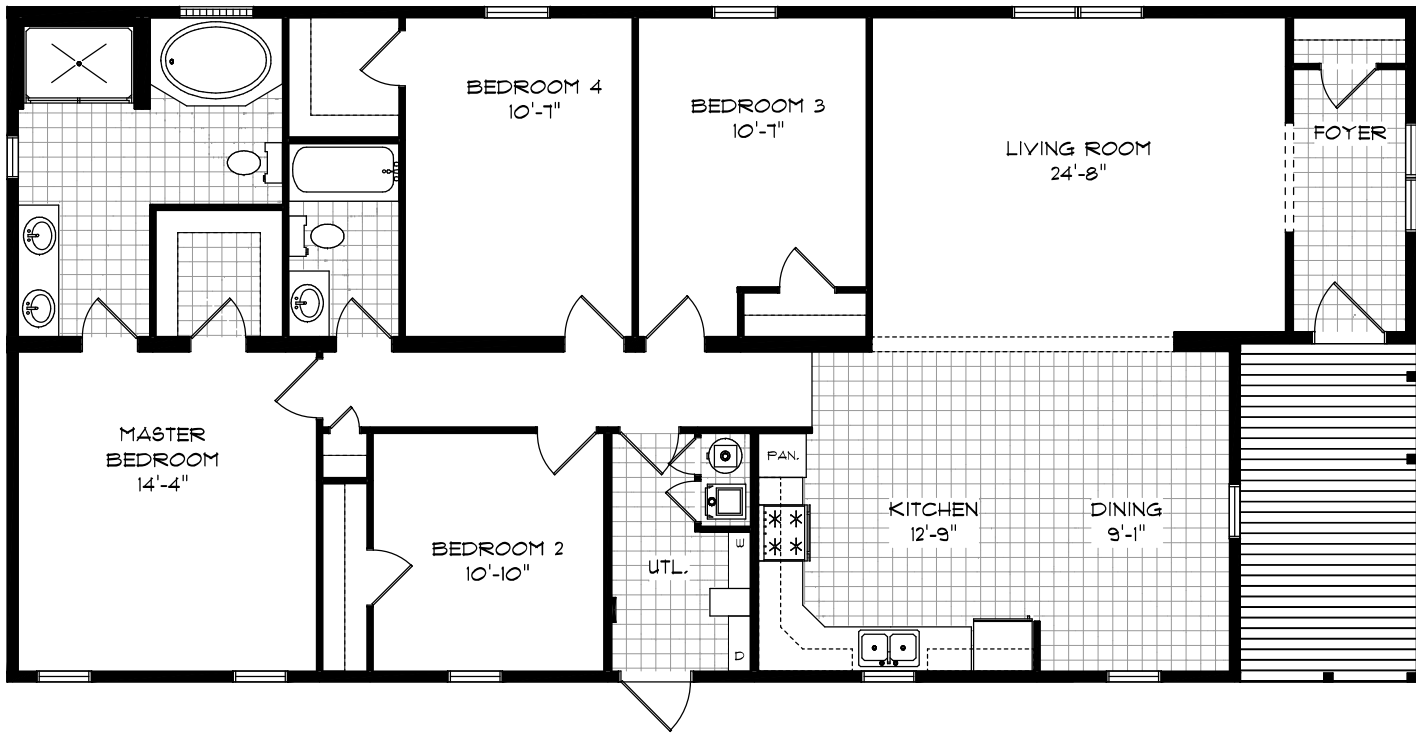 BEDROOM 4
10'-7"
BEDROOM 3
10'-7"
LIVING ROOM
24'-8"
FOYER
MASTER
BEDROOM
14'-4"
BEDROOM 2
10'-10"
UTL.
W
D
PAN.
KITCHEN
12'-9"
DINING
9'-1"